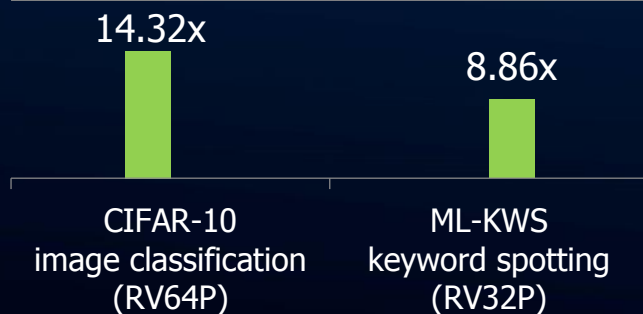 14.32x
8.86x
CIFAR-10
image classification
(RV64P)
ML-KWS
keyword spotting
(RV32P)